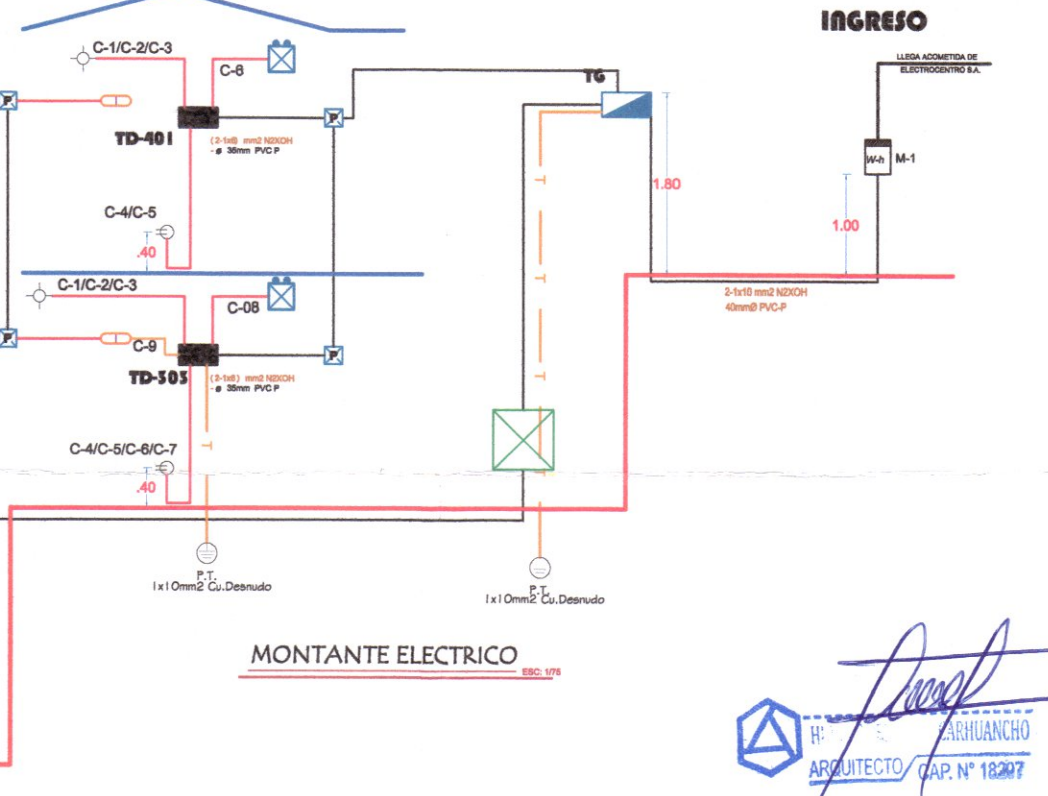 INGRESO
LLEGA ACOMETIDA DE
ELECTROCENTRO S.A.
C-1/C-2/C-3
C-8
TG
P
P
TD-401
(2-1x6) mm2 N2XOH
- ø 35mm PVC P
W-h
M-1
1.80
T
C-4/C-5
.40
1.00
C-1/C-2/C-3
C-08
T
2-1x10 mm2 N2XOH
40mmØ PVC-P
P
C-9
P
TD-303
(2-1x6) mm2 N2XOH
- ø 35mm PVC P
T
C-4/C-5/C-6/C-7
T
.40
P.T.
1x10mm2 Cu.Desnudo
P.T.
1x10mm2 Cu.Desnudo
MONTANTE ELECTRICO
ESC: 1/75
CARHUANCHO
ARQUITECTO CAP. N° 18207